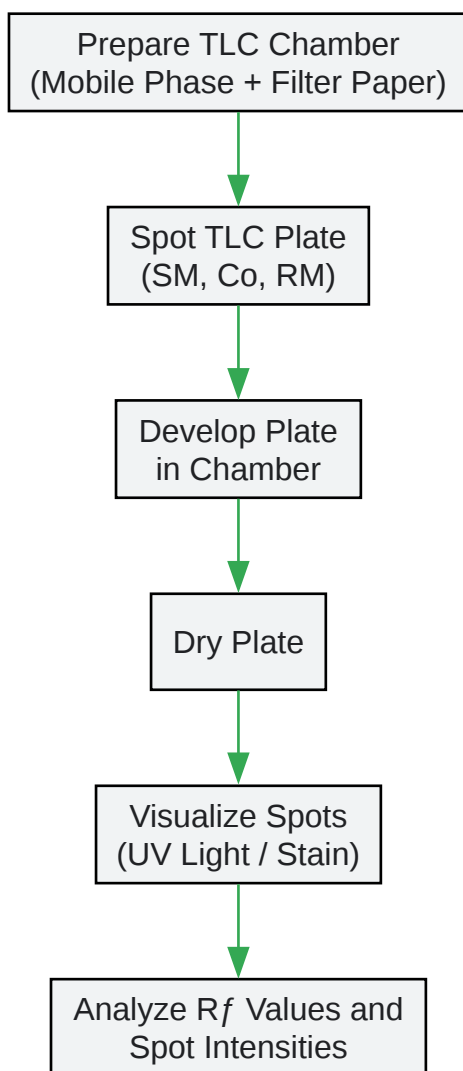 Prepare TLC Chamber
(Mobile Phase + Filter Paper)
Spot TLC Plate
(SM, Co, RM)
Develop Plate
in Chamber
Dry Plate
Visualize Spots
(UV Light / Stain)
Analyze Rƒ Values and
Spot Intensities